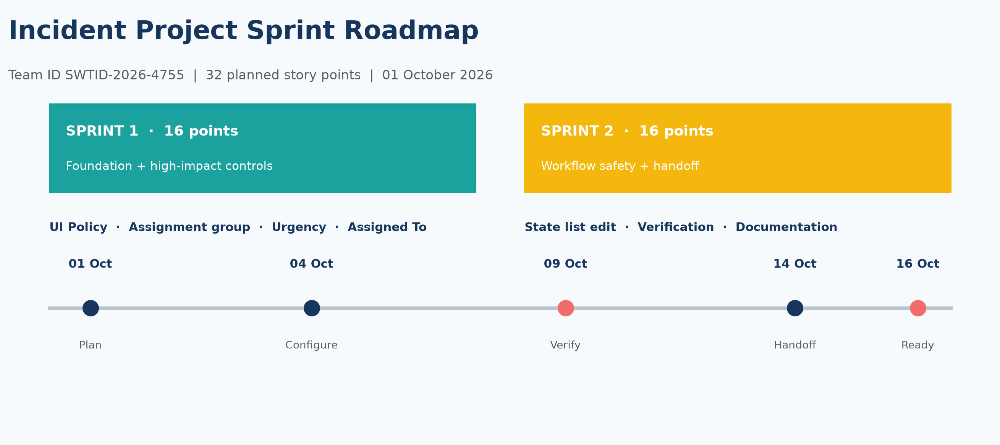 Incident Project Sprint Roadmap
Team ID SWTID-2026-4755 | 32 planned story points | 01 October 2026
SPRINT 1 · 16 points
Foundation + high-impact controls
SPRINT 2 · 16 points
Workflow safety + handoff
UI Policy · Assignment group · Urgency · Assigned To
State list edit · Verification · Documentation
01 Oct
04 Oct
09 Oct
14 Oct
16 Oct
Plan
Configure
Verify
Handoff
Ready